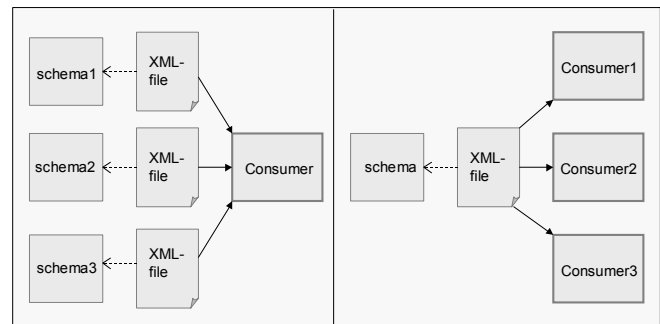 schema1
XML-
file
schema2
XML-
file
Consumer
schema3
XML-
file
schema
XML-
file
Consumer1
Consumer2
Consumer3